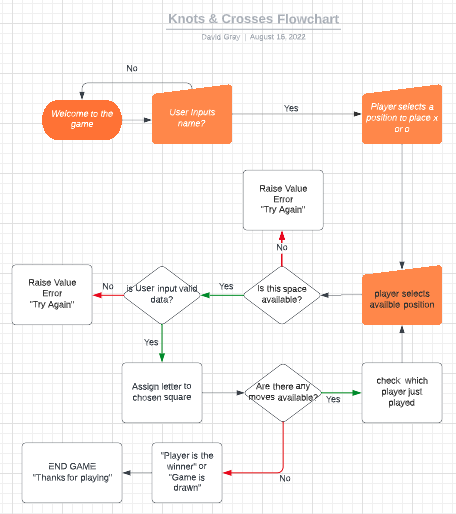 Knots & Crosses Flowchart
David Gray | August 16, 2022
No
Welcome to the
game
User Inputs
name?
Yes
Player selects a
position to place x
or o
Raise Value
Error
"Try Again"
No
Raise Value
Error
"Try Again"
No
is User input valid
data?
Yes
Is this space
available?
player selects
availible position
Yes
Assign letter to
chosen square
Are there any
moves available?
Yes
check which
player just
played
No
END GAME
"Thanks for playing"
"Player is the
winner" or
"Game is
drawn"